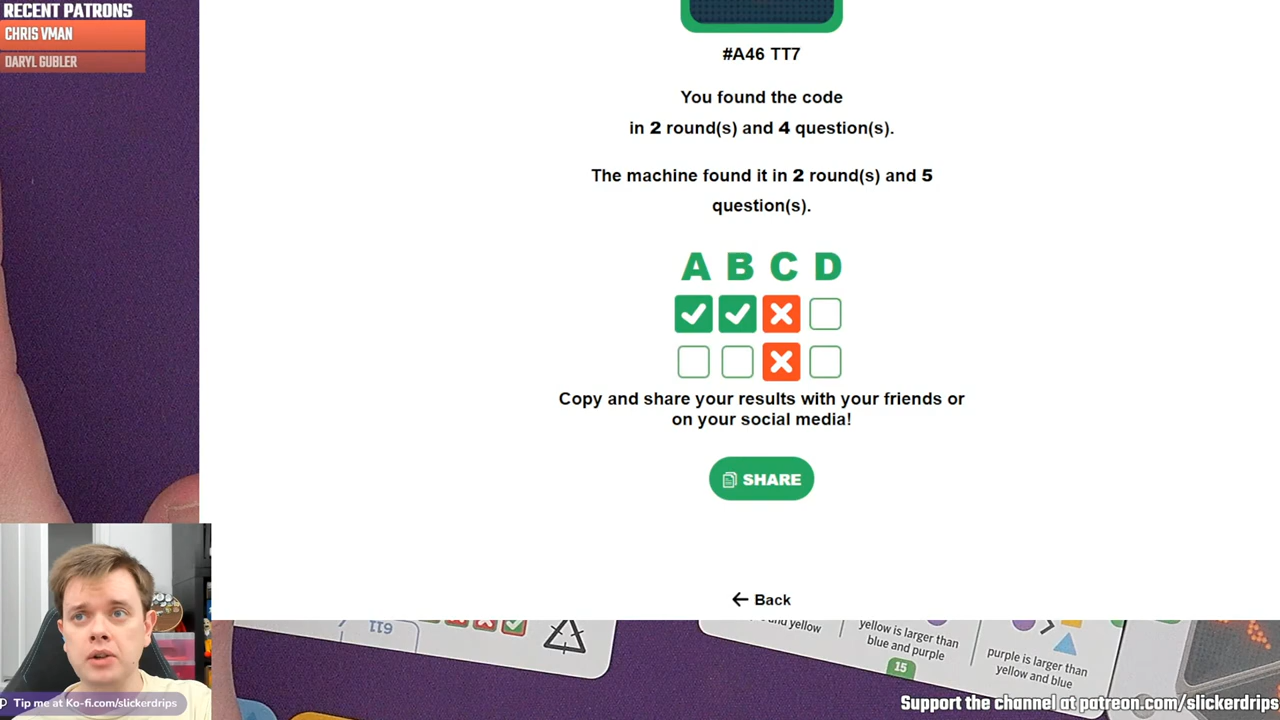 RECENT PATRONS
CHRIS VMAN
DARYL GUBLER
#A46 TT7
You found the code
in 2 round(s) and 4 question(s).
The machine found it in 2 round(s) and 5
question(s).
A B C D
Copy and share your results with your friends or
on your social media!
SHARE
Back
119
yellow
yellow is larger than
blue and purple
15
purple is larger than
yellow and blue
Tip me at Ko-fi.com/slickerdrips
Support the channel at patreon.com/slickerdrips